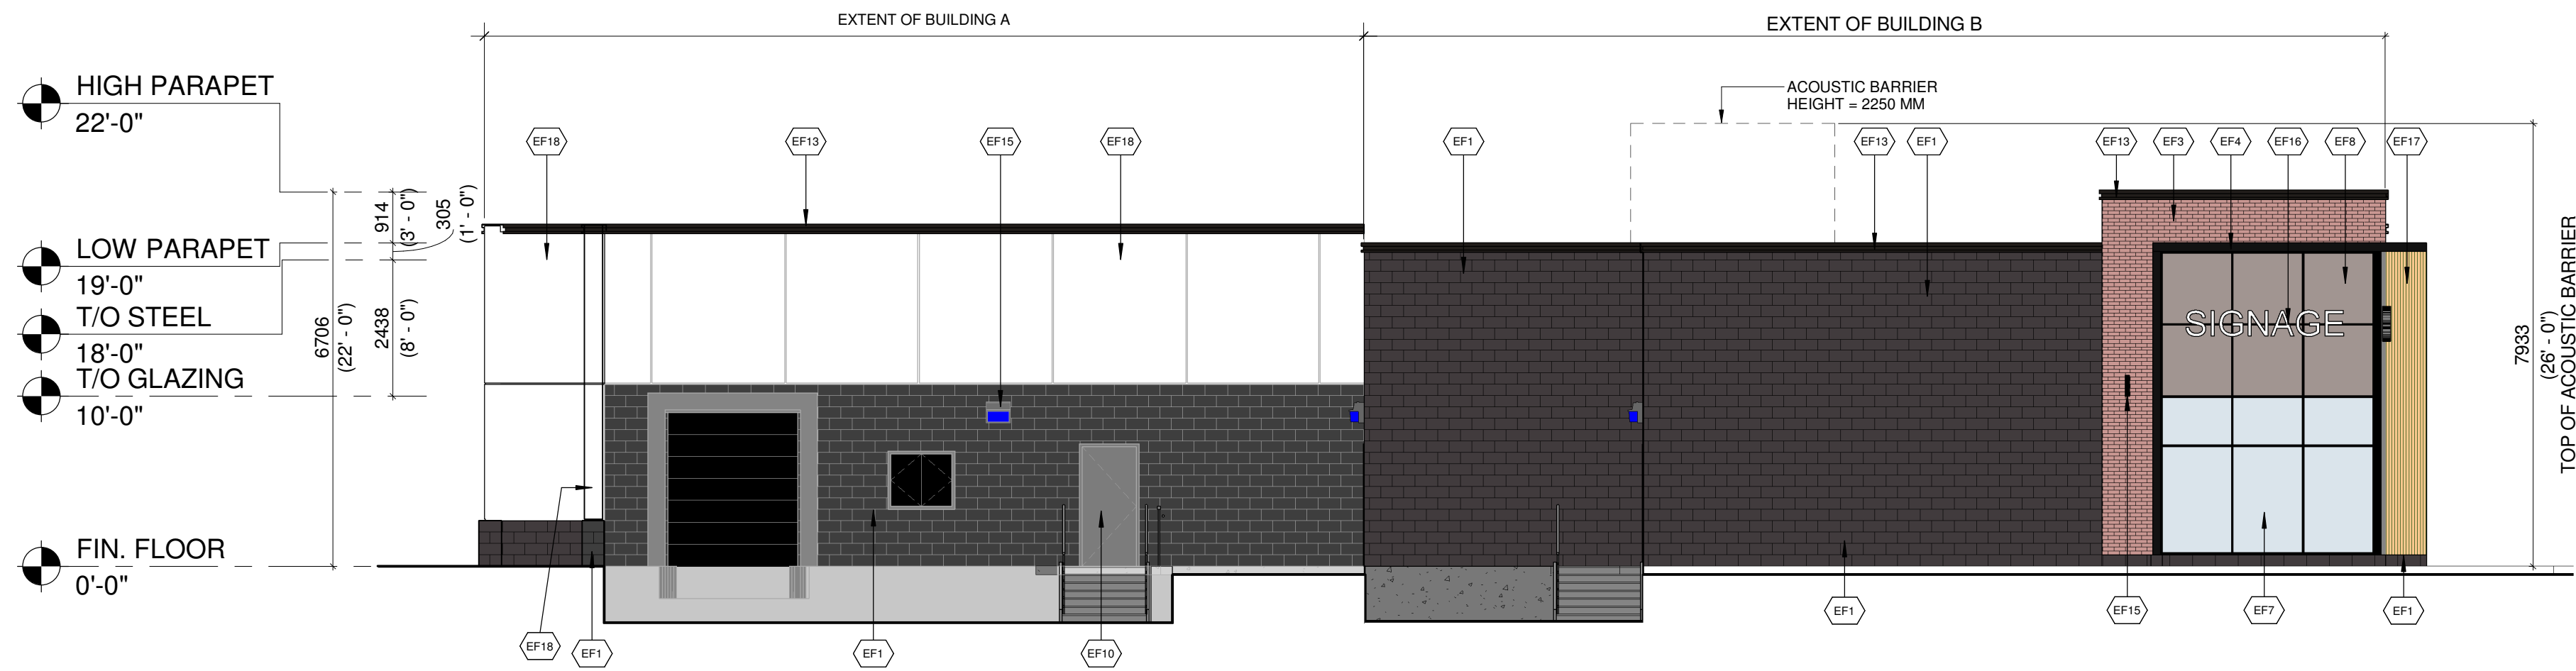 EXTENT OF BUILDING A
EXTENT OF BUILDING B
HIGH PARAPET
22'-0"
LOW PARAPET
19'-0"
T/O STEEL
18'-0"
T/O GLAZING
10'-0"
FIN. FLOOR
0'-0"
6706
(22' - 0")
914
(3' - 0")
305
(1' - 0")
2438
(8' - 0")
ACOUSTIC BARRIER
HEIGHT = 2250 MM
EF18
EF13
EF15
EF18
EF1
EF13
EF1
EF13
EF3
EF4
EF16
EF8
EF17
SIGNAGE
7933
(26' - 0")
TOP OF ACOUSTIC BARRIER
EF18
EF1
EF1
EF10
EF1
EF15
EF7
EF1